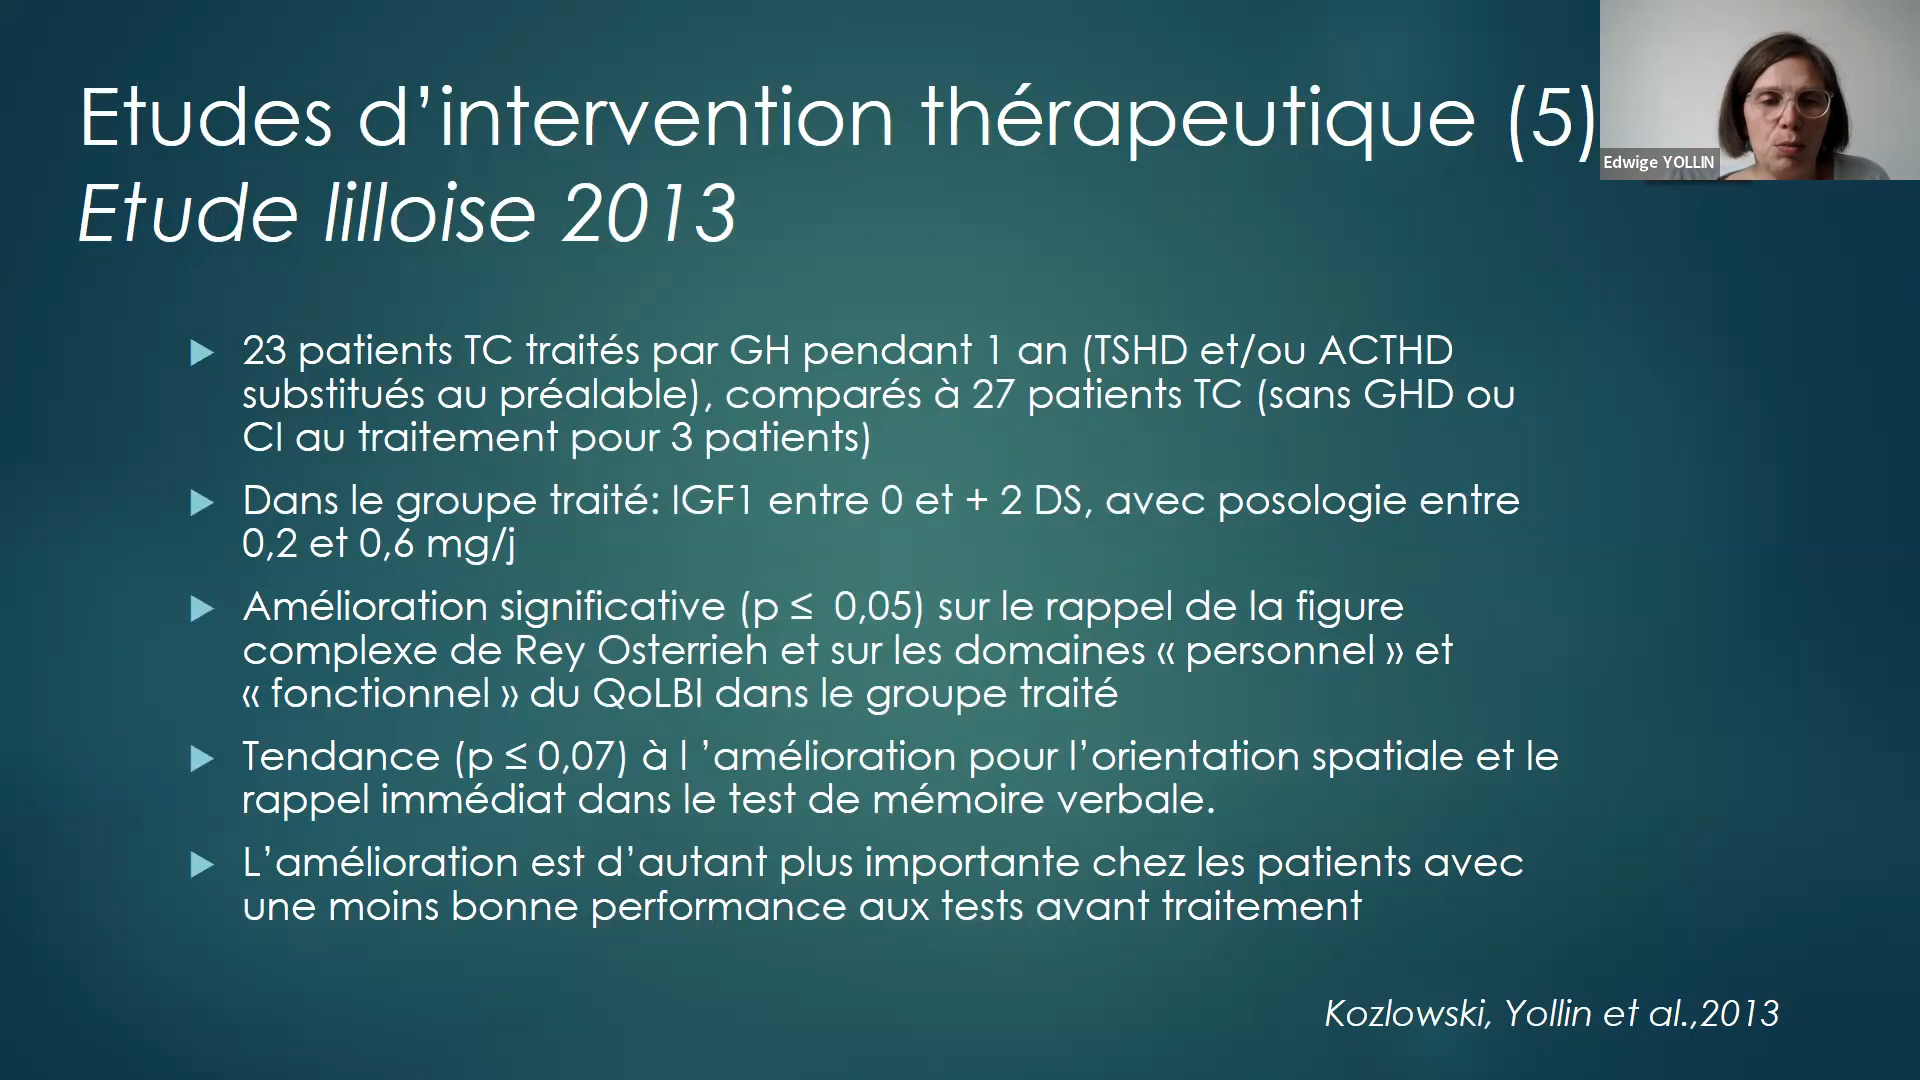 Etudes d’intervention thérapeutique (5)
Etude lilloise 2013
Edwige YOLLIN
23 patients TC traités par GH pendant 1 an (TSHD et/ou ACTHD
substitués au préalable), comparés à 27 patients TC (sans GHD ou
CI au traitement pour 3 patients)
Dans le groupe traité: IGF1 entre 0 et + 2 DS, avec posologie entre
0,2 et 0,6 mg/j
Amélioration significative (p ≤  0,05) sur le rappel de la figure
complexe de Rey Osterrieh et sur les domaines « personnel » et
« fonctionnel » du QoLBI dans le groupe traité
Tendance (p ≤ 0,07) à l ’amélioration pour l’orientation spatiale et le
rappel immédiat dans le test de mémoire verbale.
L’amélioration est d’autant plus importante chez les patients avec
une moins bonne performance aux tests avant traitement
Kozlowski, Yollin et al.,2013